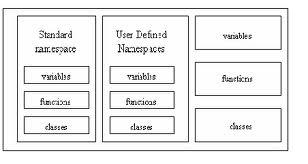 Standard
namespace
variables
functions
classes
User Defined
Namespaces
variables
functions
classes
variables
functions
classes